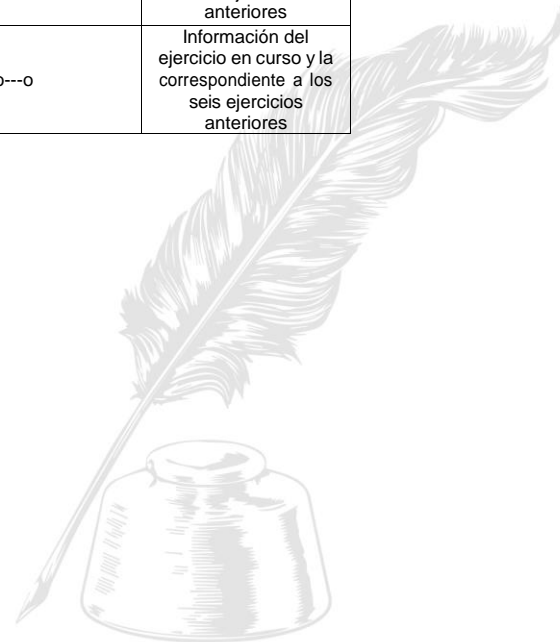 anteriores
Información del
ejercicio en curso y la
o---o
correspondiente a los
seis ejercicios
anteriores